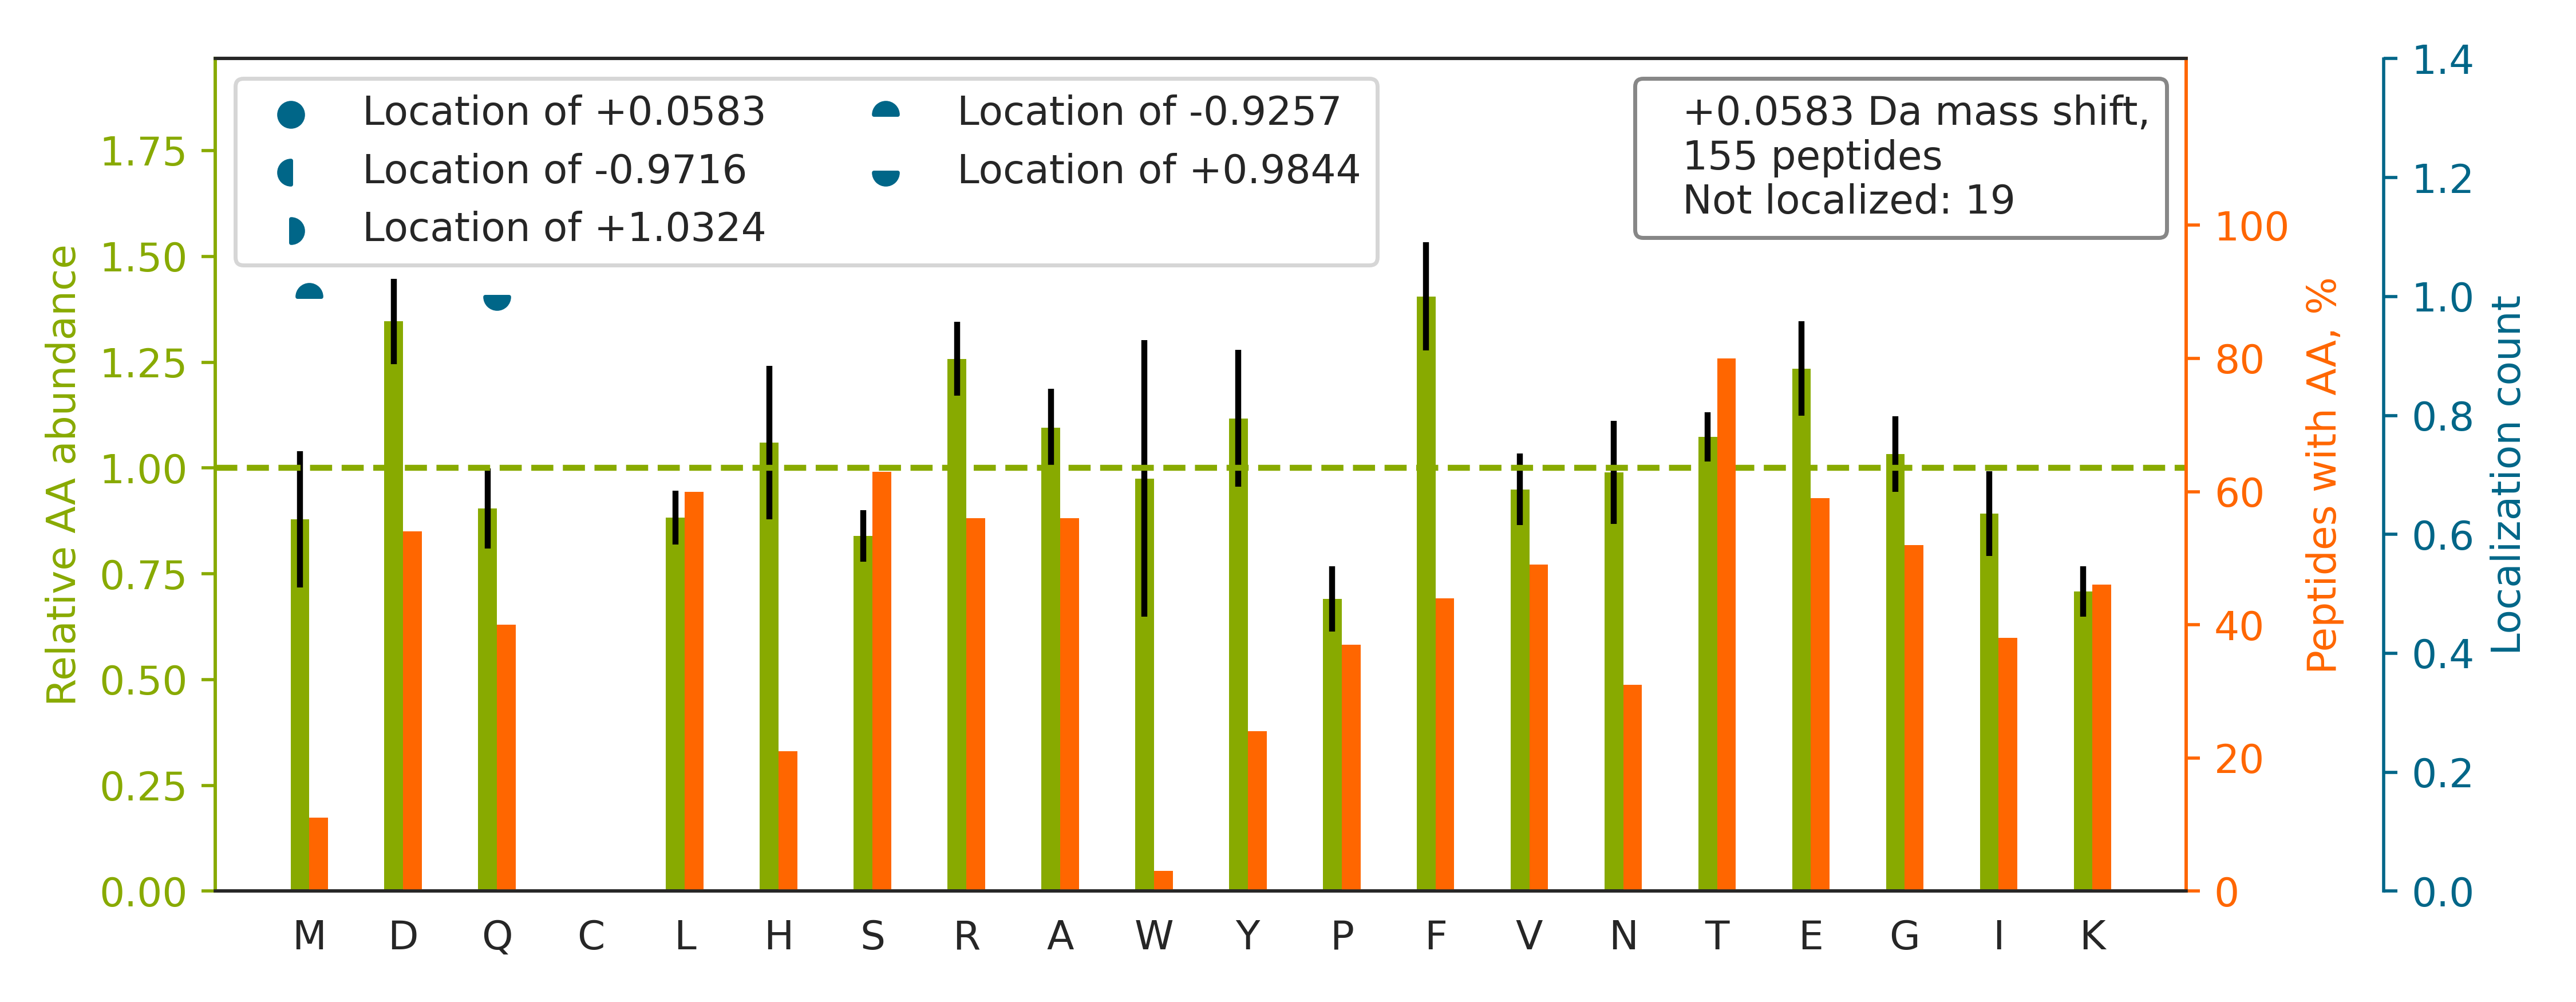 Location of +0.0583
Location of -0.9716
Location of +1.0324
Location of -0.9257
Location of +0.9844
+0.0583 Da mass shift,
155 peptides
Not localized: 19
Relative AA abundance
1.75
1.50
1.25
1.00
0.75
0.50
0.25
0.00
M D Q C L H S R A W Y P F V N T E G I K
100
80
60
40
20
0
Peptides with AA, %
1.4
1.2
1.0
0.8
0.6
0.4
0.2
0.0
Localization count